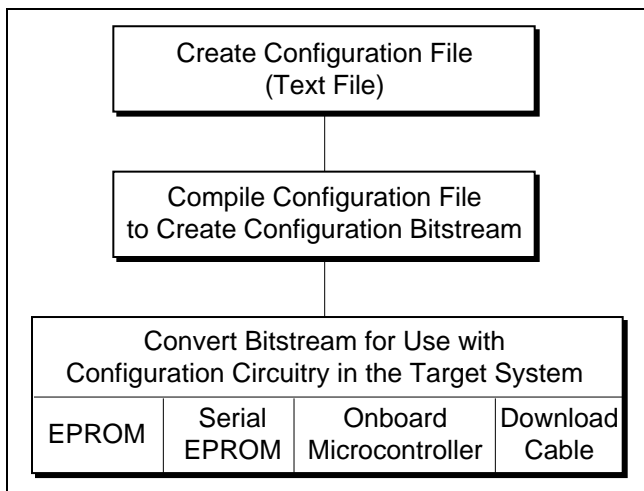 Create Configuration File
(Text File)
Compile Configuration File
to Create Configuration Bitstream
Convert Bitstream for Use with
Configuration Circuitry in the Target System
EPROM
Serial
EPROM
Onboard
Microcontroller
Download
Cable